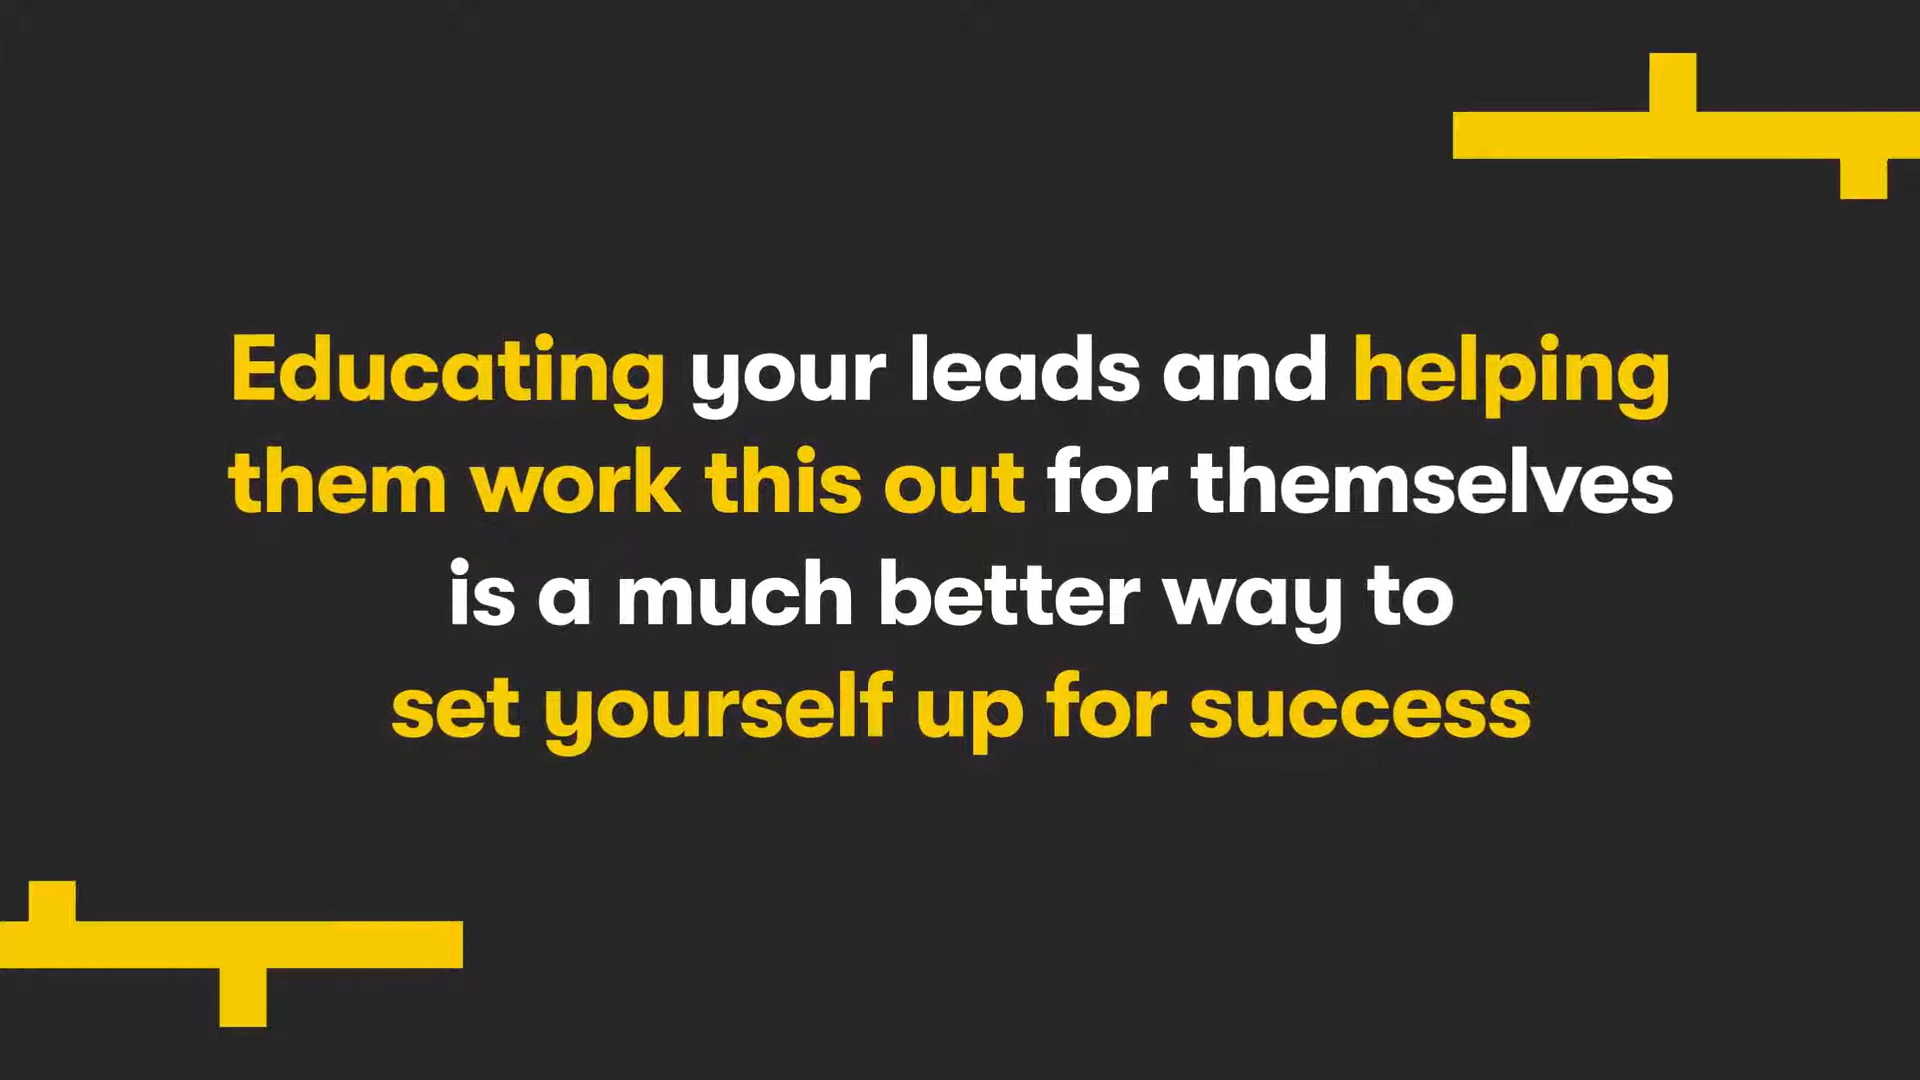 Educating your leads and helping
them work this out for themselves
is a much better way to
set yourself up for success